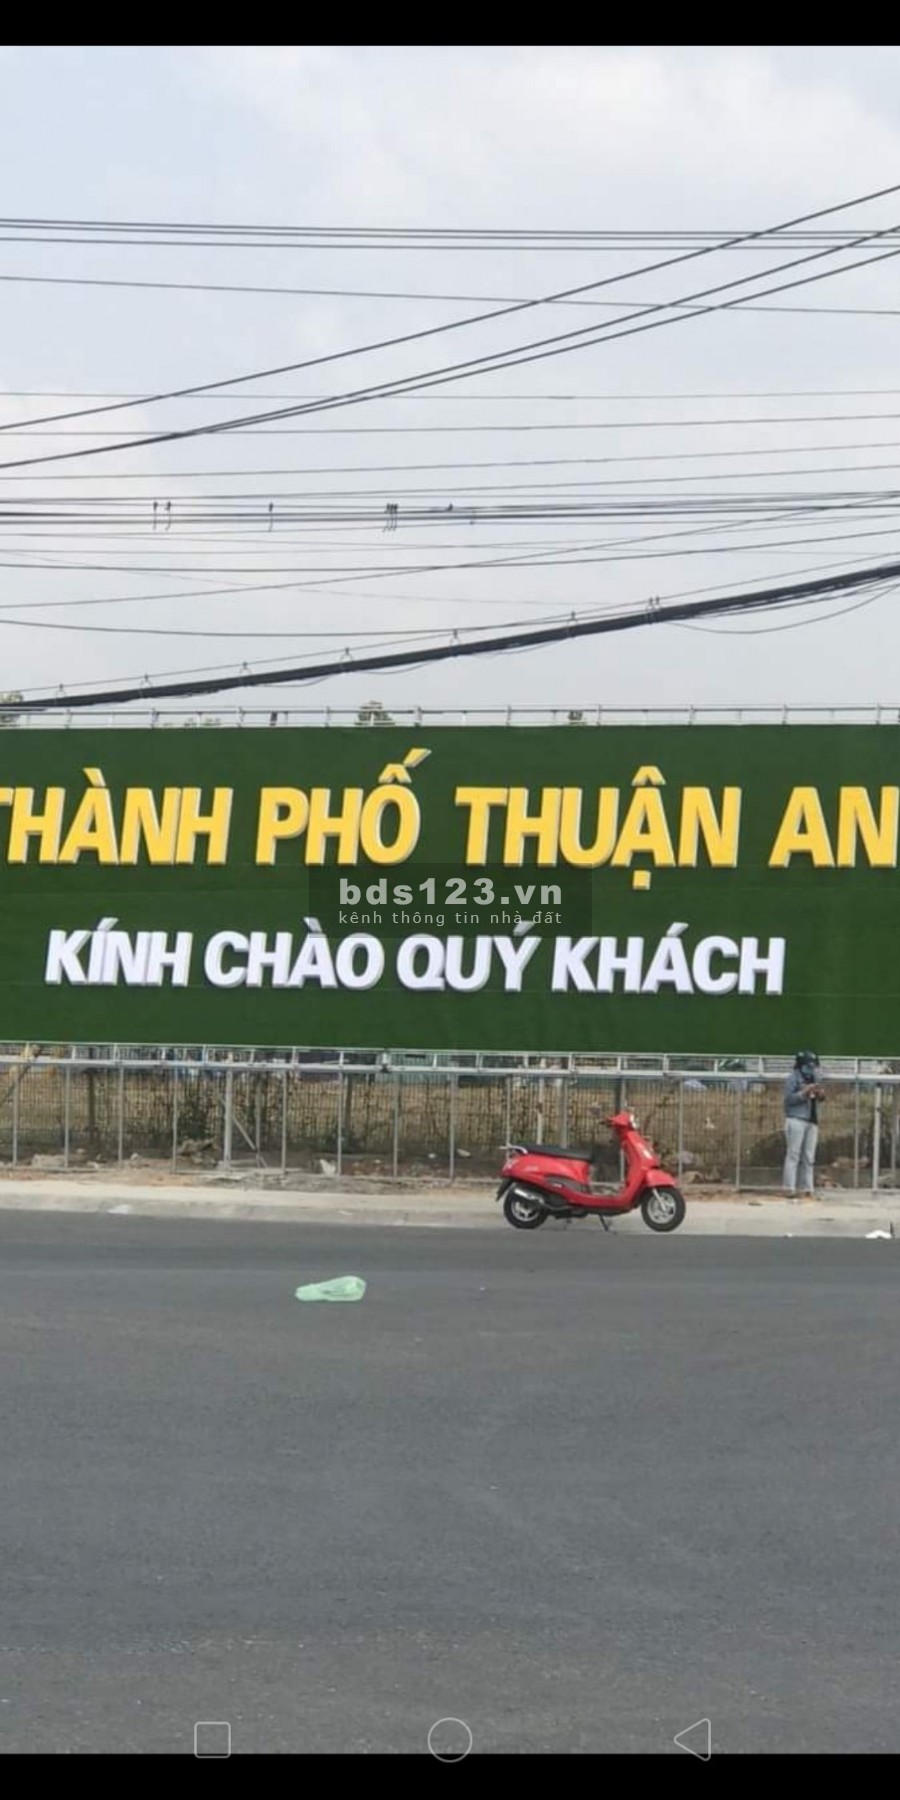 THÀNH PHỐ THUẬN AN
bds123.vn
kênh thông tin nhà đất
KÍNH CHÀO QUÝ KHÁCH